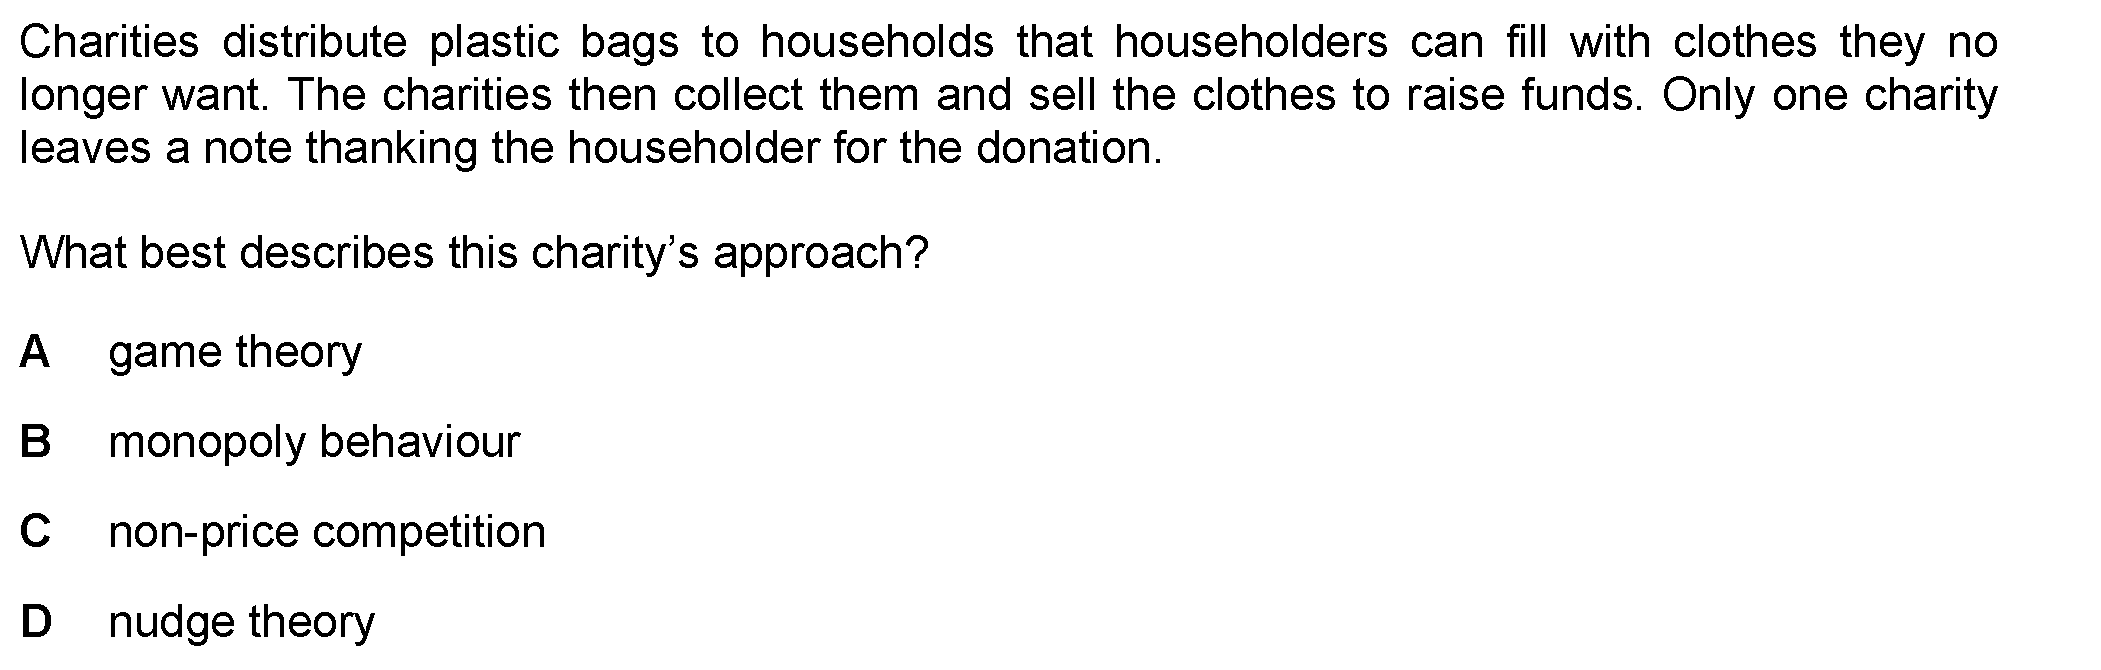 Charities distribute plastic bags to households that householders can fill with clothes they no
longer want. The charities then collect them and sell the clothes to raise funds. Only one charity
leaves a note thanking the householder for the donation.
What best describes this charity’s approach?
A game theory
B monopoly behaviour
C non-price competition
D nudge theory